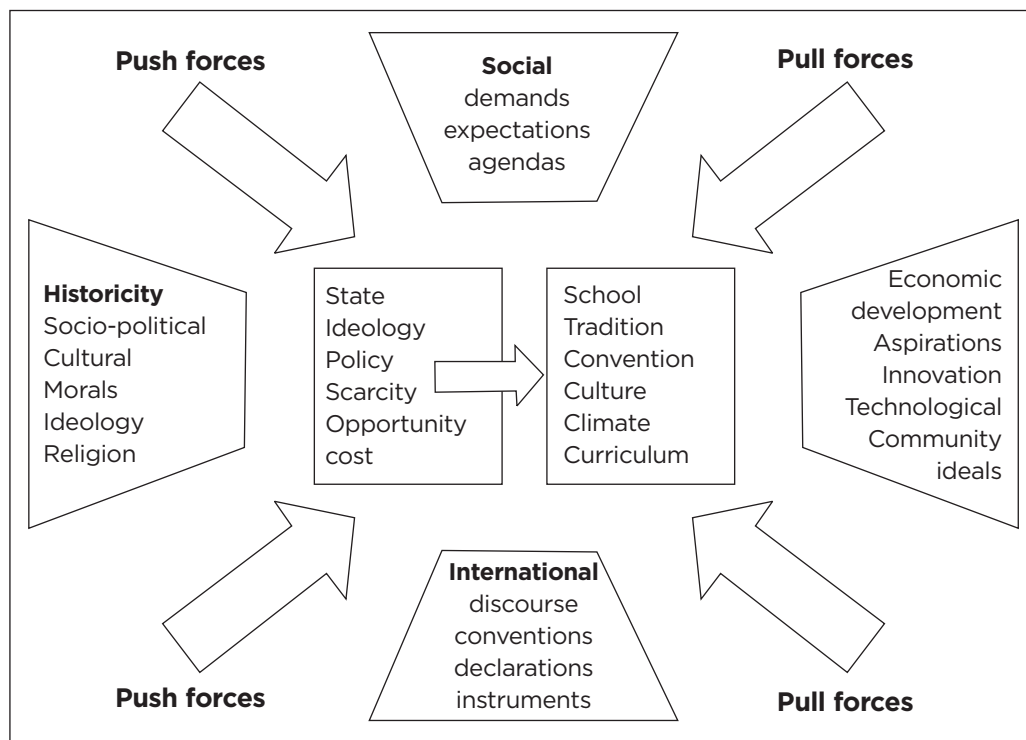 Push forces
Social
demands
expectations
agendas
Pull forces
Historicity
Socio-political
Cultural
Morals
Ideology
Religion
State
Ideology
Policy
Scarcity
Opportunity
cost
School
Tradition
Convention
Culture
Climate
Curriculum
Economic
development
Aspirations
Innovation
Technological
Community
ideals
Push forces
International
discourse
conventions
declarations
instruments
Pull forces